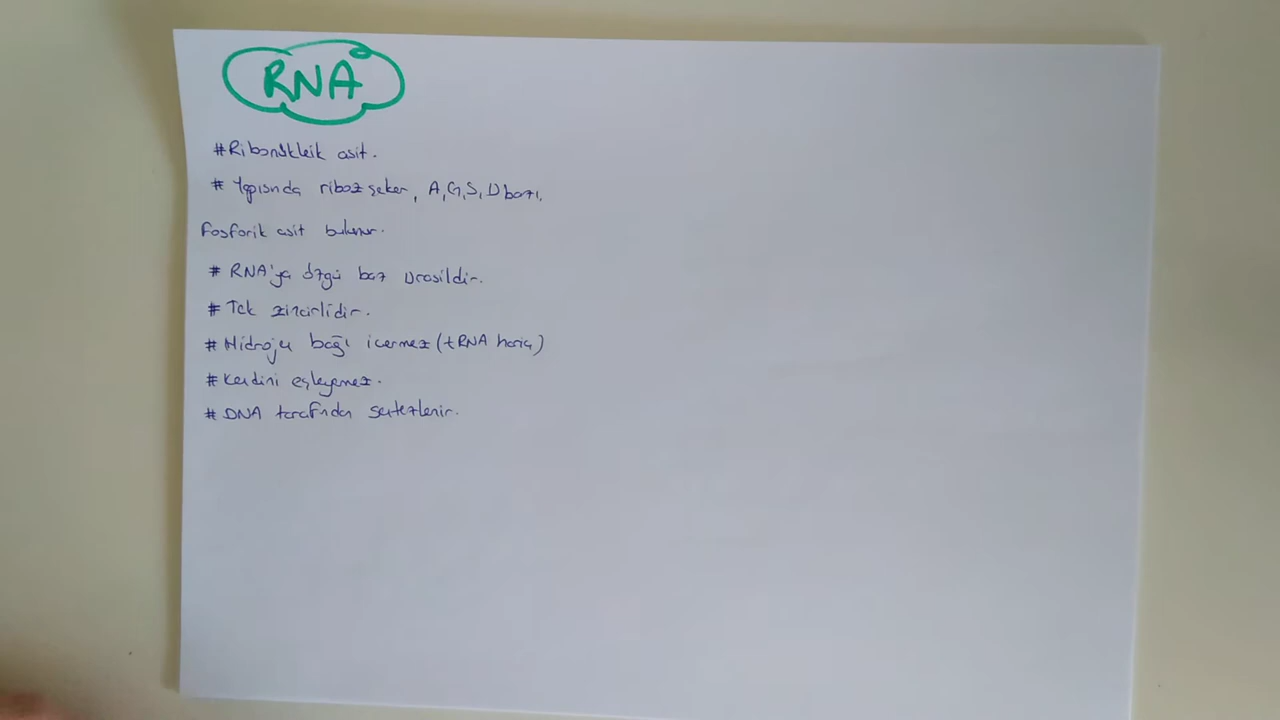 RNA
#Ribonükleik asit.
# Yapısında riboz şeker, A,G,S,U bazı,
fosforik asit bulunur.
# RNA'ya özgü baz Urasildir.
# Tek zincirlidir.
# Hidrojen bağı içermez (tRNA hariç)
# Kendini eşleyemez.
# DNA tarafından sentezlenir.